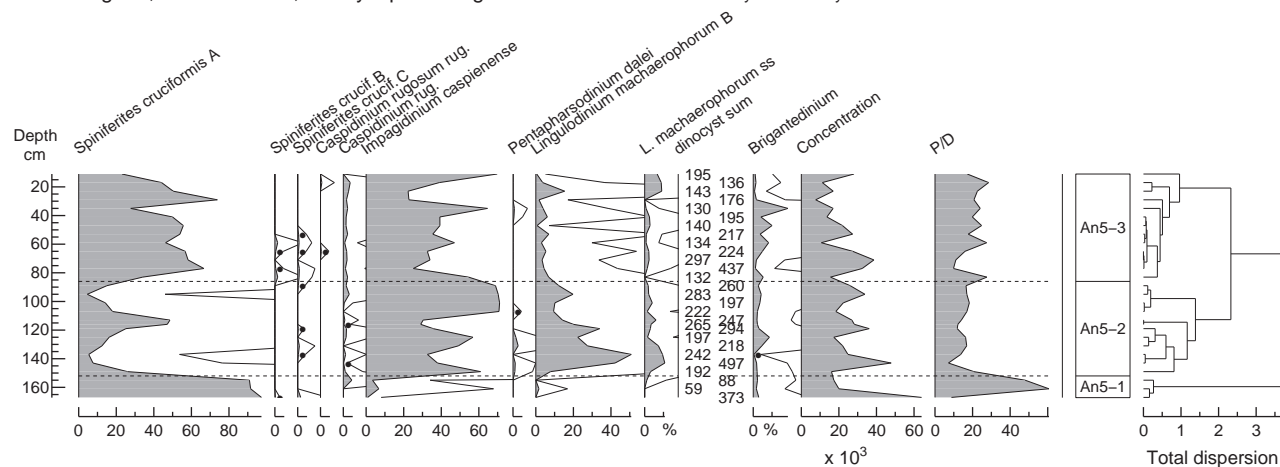 Spiniferites cruciformis A
Spiniferites crucif. B
Spiniferites crucif. C
Caspidinium rugosum rug.
Caspidinium rug.
Impagidinium caspienense
Pentapharsodinium dalei
Lingulodinium machaerophorum B
L. machaerophorum ss
dinocyst sum
Brigantedinium
Concentration
P/D
Depth
cm
20
40
60
80
100
120
140
160
195
143
130
140
134
297
132
283
222
265
197
242
192
59
136
176
195
217
224
437
260
197
247
294
218
497
88
373
An5–3
An5–2
An5–1
0 20 40 60 80 0 0 0 0 0 20 40 60 0 0 20 40 0 % 0 % 0 20 40 60 0 20 40 0 1 2 3
x 10³
Total dispersion